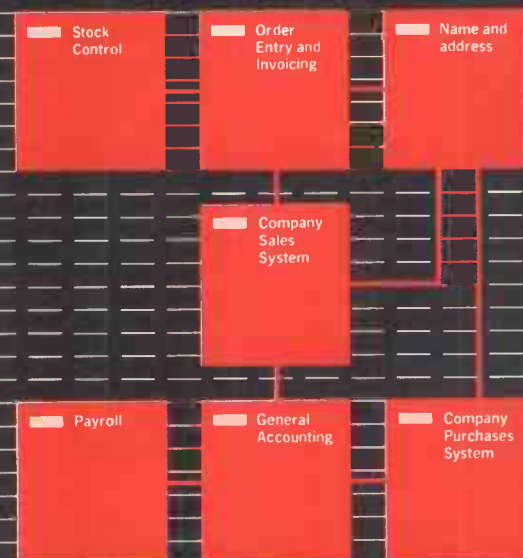 Stock
Control
Order
Entry and
Invoicing
Name and
address
Company
Sales
System
Payroll
General
Accounting
Company
Purchases
System